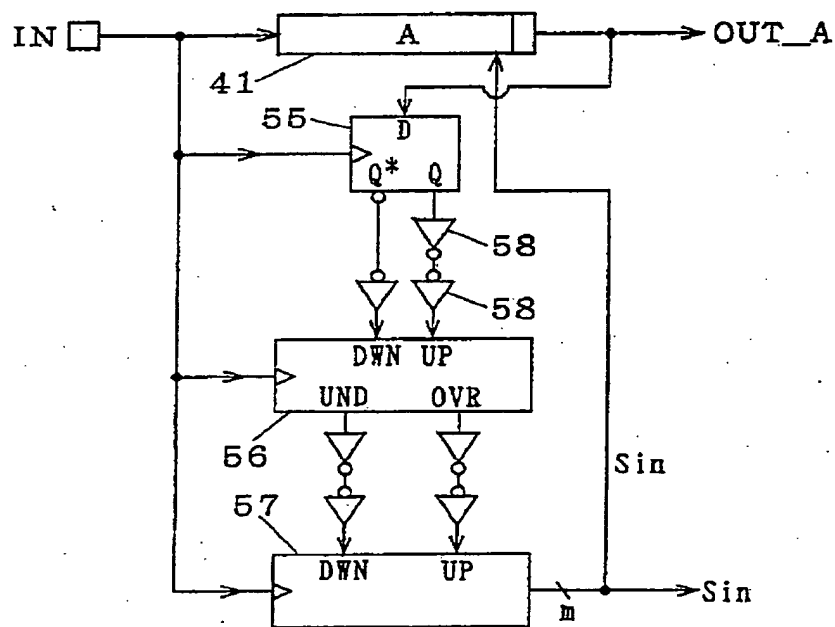 IN A OUT_A
41
55 D
Q* Q
58
58
DWN UP
UND OVR
56
Sin
57
DWN UP
Sin
m